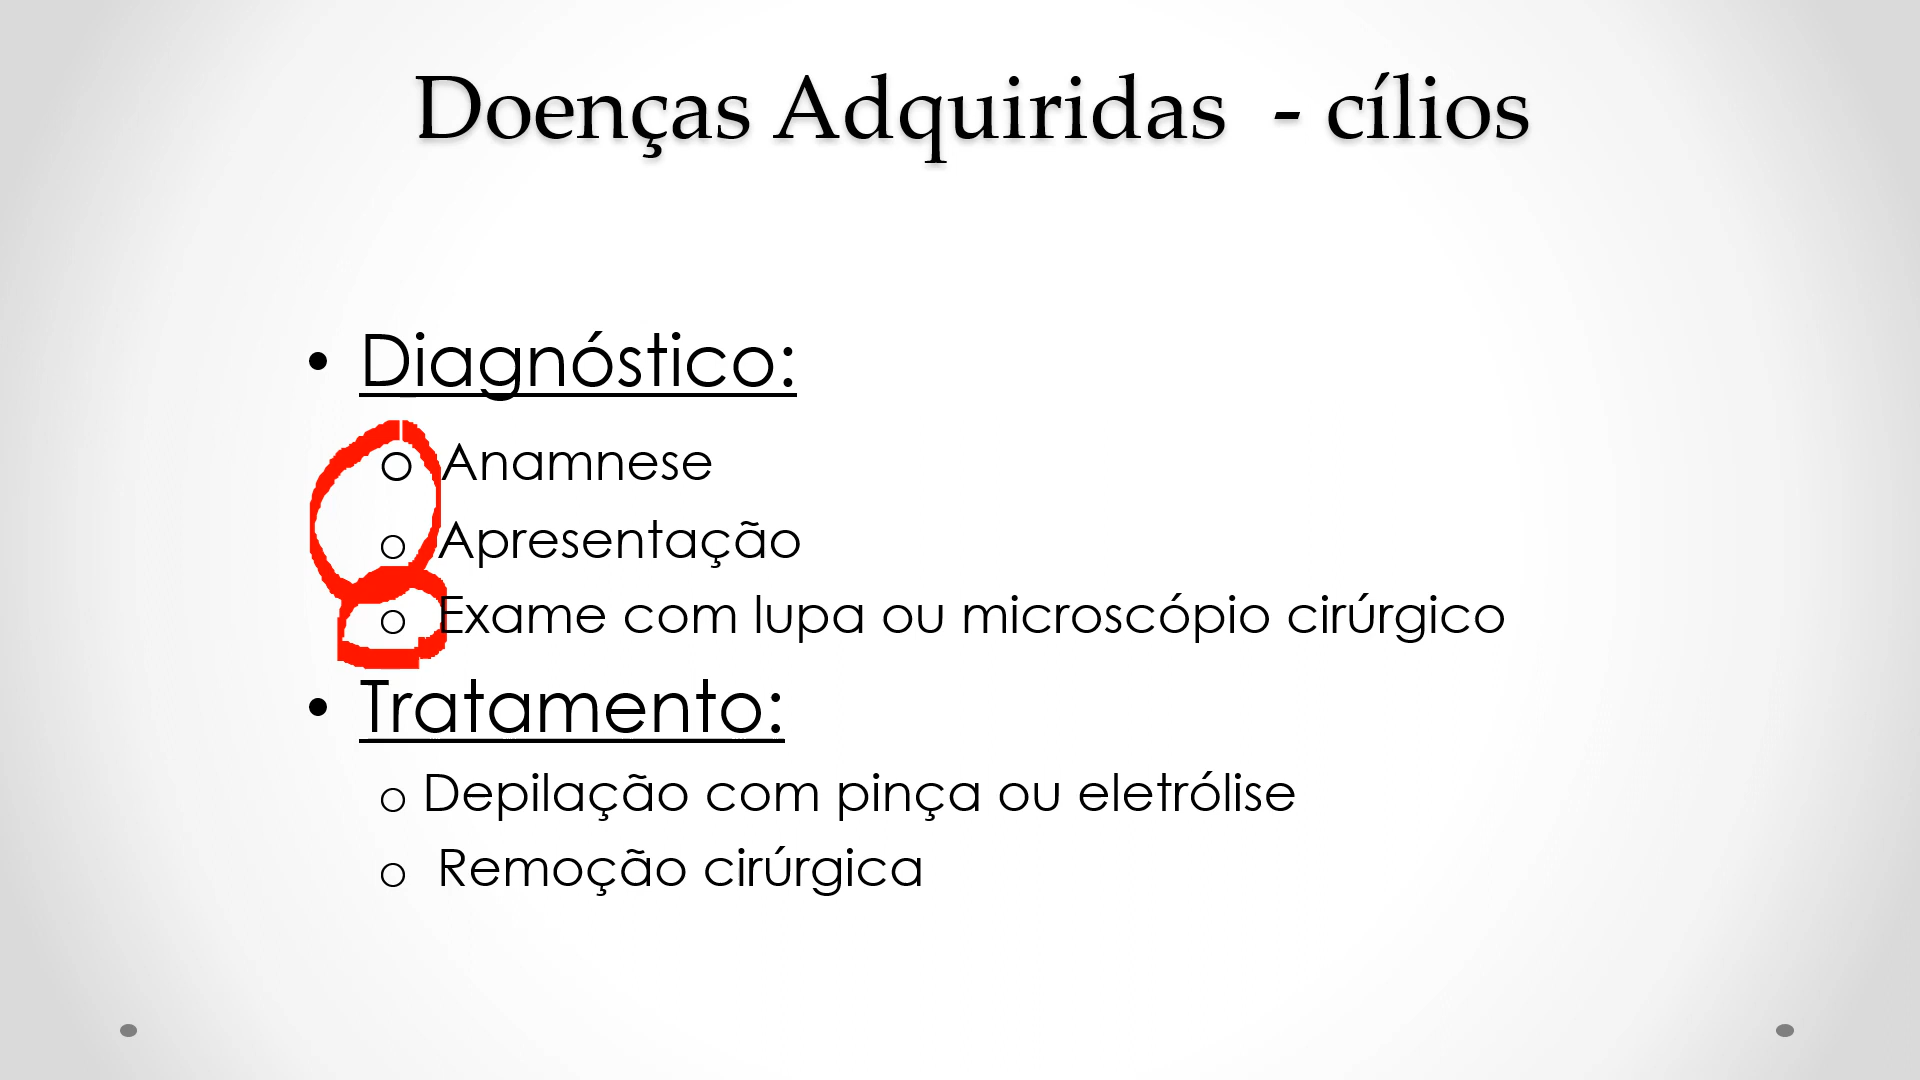 Doenças Adquiridas - cílios
• Diagnóstico:
o Anamnese
o Apresentação
o Exame com lupa ou microscópio cirúrgico
• Tratamento:
o Depilação com pinça ou eletrólise
o Remoção cirúrgica